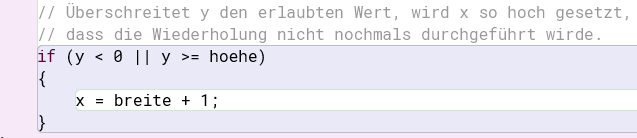 // Überschreitet y den erlaubten Wert, wird x so hoch gesetzt,
// dass die Wiederholung nicht nochmals durchgeführt wirde.
if (y < 0 || y >= hoehe)
{
x = breite + 1;
}